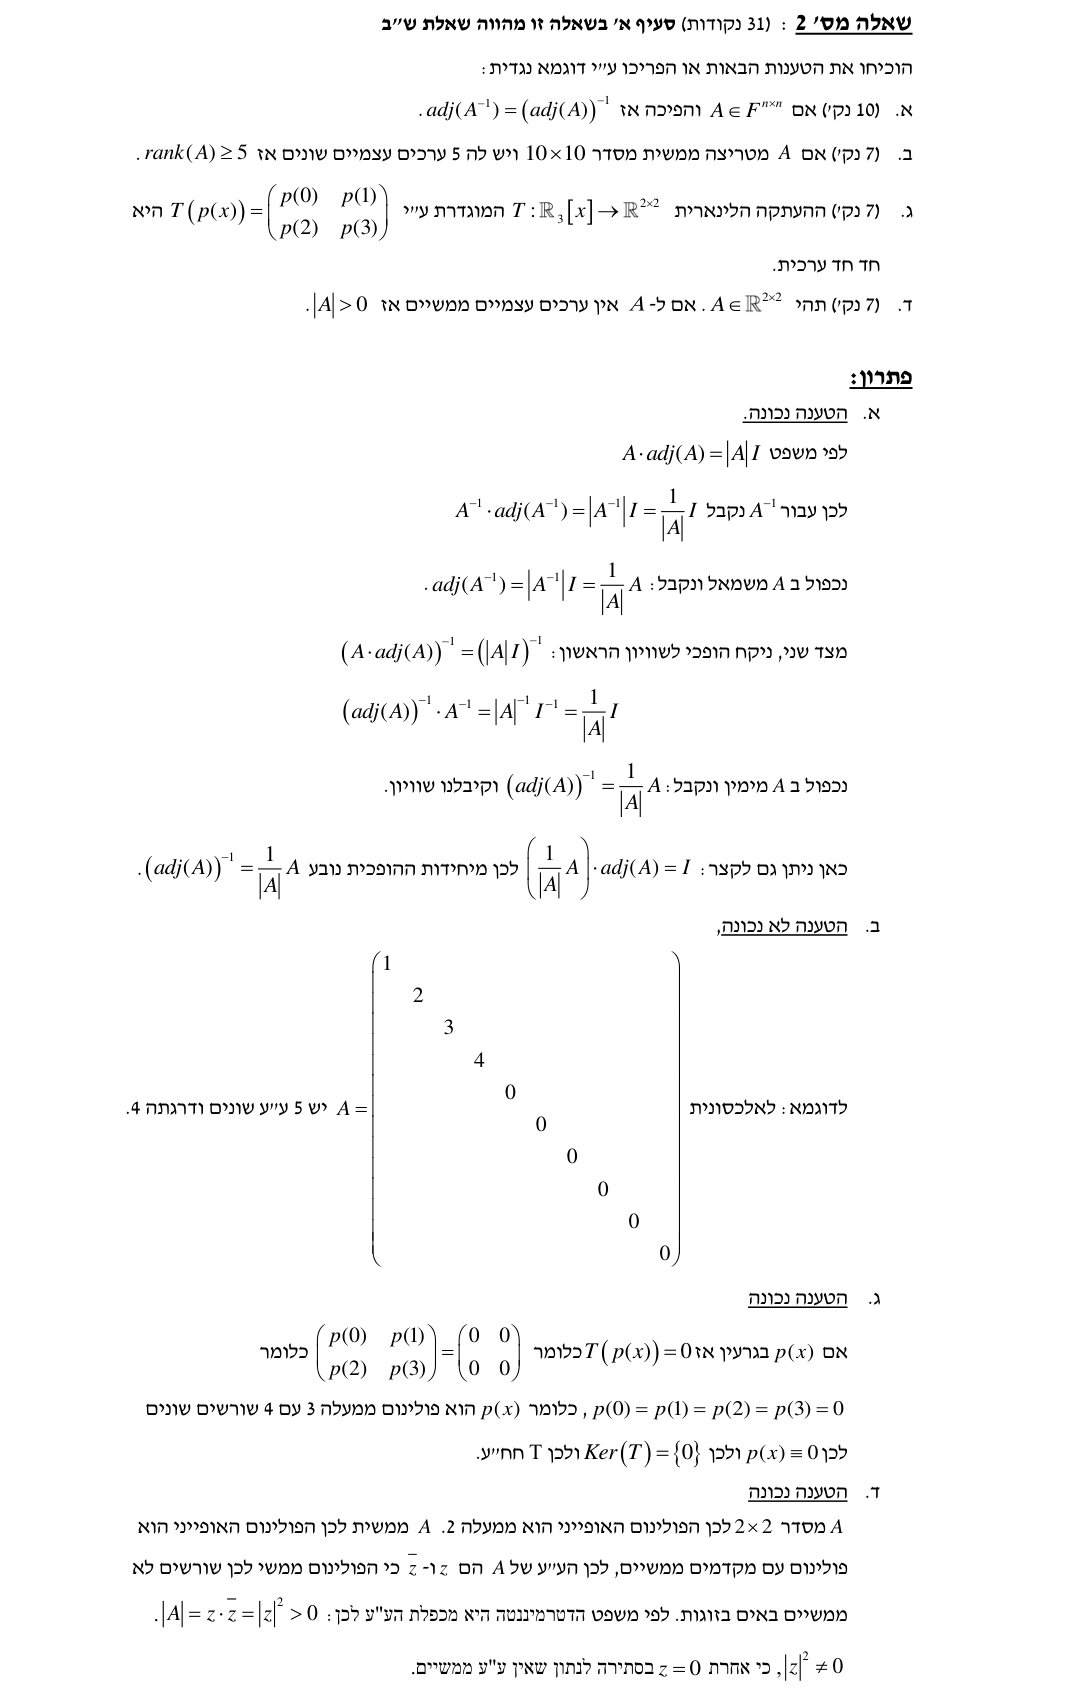 שאלה מס' 2 : (31 נקודות) סעיף א' בשאלה זו מהווה שאלת ש"ב
הוכיחו את הטענות הבאות או הפריכו ע"י דוגמא נגדית:
א. (10 נק') אם A ∈ F^{n×n} והפיכה אז adj(A^{-1}) = (adj(A))^{-1}.
ב. (7 נק') אם A מטריצה ממשית מסדר 10×10 ויש לה 5 ערכים עצמיים שונים אז rank(A) ≥ 5.
ג. (7 נק') ההעתקה הלינארית T : ℝ_3[x] → ℝ^{2×2} המוגדרת ע"י T(p(x)) = ( p(0) p(1) ; p(2) p(3) ) היא
חד חד ערכית.
ד. (7 נק') תהי A ∈ ℝ^{2×2}. אם ל- A אין ערכים עצמיים ממשיים אז |A| > 0.
פתרון:
א. הטענה נכונה.
לפי משפט A·adj(A) = |A| I
לכן עבור A^{-1} נקבל A^{-1}·adj(A^{-1}) = |A^{-1}| I = 1/|A| I
נכפול ב A משמאל ונקבל: adj(A^{-1}) = |A^{-1}| I = 1/|A| A.
מצד שני, ניקח הופכי לשוויון הראשון: (A·adj(A))^{-1} = (|A| I)^{-1}
(adj(A))^{-1}·A^{-1} = |A|^{-1} I^{-1} = 1/|A| I
נכפול ב A מימין ונקבל: (adj(A))^{-1} = 1/|A| A וקיבלנו שוויון.
כאן ניתן גם לקצר: (1/|A| A)·adj(A) = I לכן מיחידות ההופכית נובע (adj(A))^{-1} = 1/|A| A.
ב. הטענה לא נכונה,
1
2
3
4
0
לדוגמא: לאלכסונית A = יש 5 ע"ע שונים ודרגתה 4.
0
0
0
0
0
ג. הטענה נכונה
אם p(x) בגרעין אז T(p(x)) = 0 כלומר ( p(0) p(1) ; p(2) p(3) ) = ( 0 0 ; 0 0 ) כלומר
p(0) = p(1) = p(2) = p(3) = 0 , כלומר p(x) הוא פולינום ממעלה 3 עם 4 שורשים שונים
לכן p(x) ≡ 0 ולכן Ker(T) = {0} ולכן T חח"ע.
ד. הטענה נכונה
A מסדר 2×2 לכן הפולינום האופייני הוא ממעלה 2. A ממשית לכן הפולינום האופייני הוא
פולינום עם מקדמים ממשיים, לכן הע"ע של A הם z ו- z̄ כי הפולינום ממשי לכן שורשים לא
ממשיים באים בזוגות. לפי משפט הדטרמיננטה היא מכפלת הע"ע לכן: |A| = z·z̄ = |z|^2 > 0.
|z|^2 ≠ 0, כי אחרת z = 0 בסתירה לנתון שאין ע"ע ממשיים.